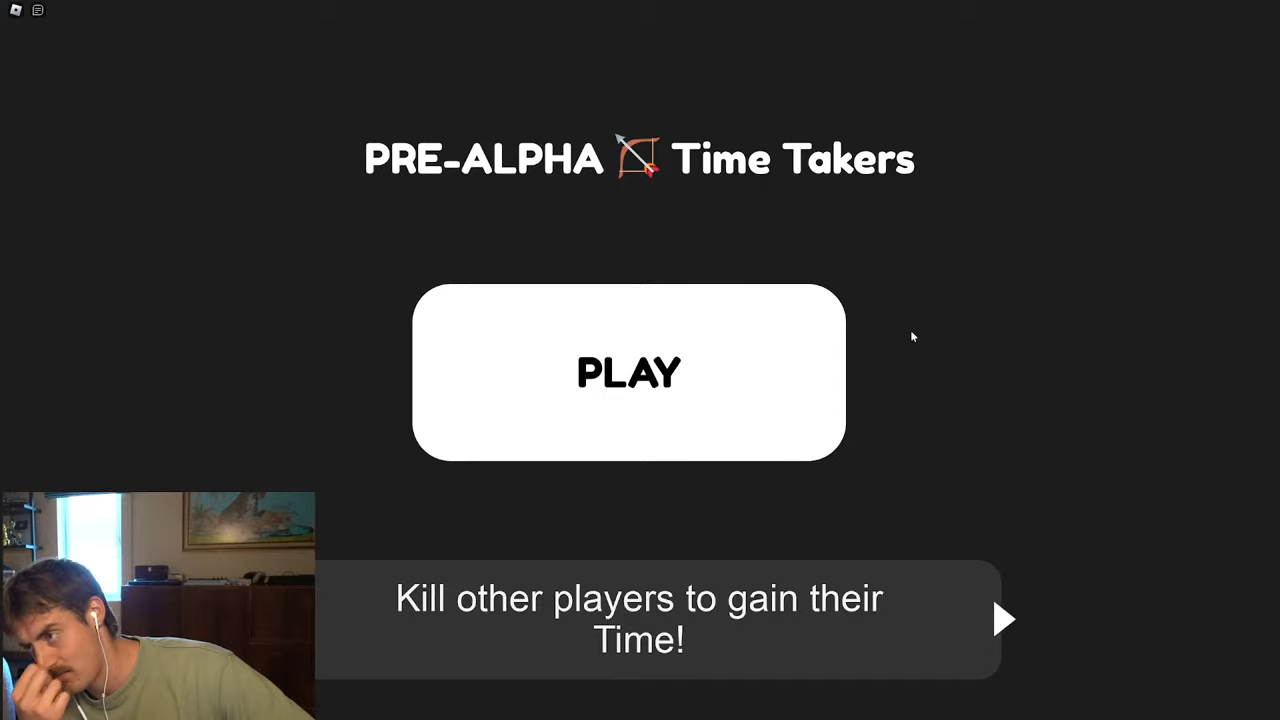 PRE-ALPHA 🏹 Time Takers
PLAY
Kill other players to gain their
Time!